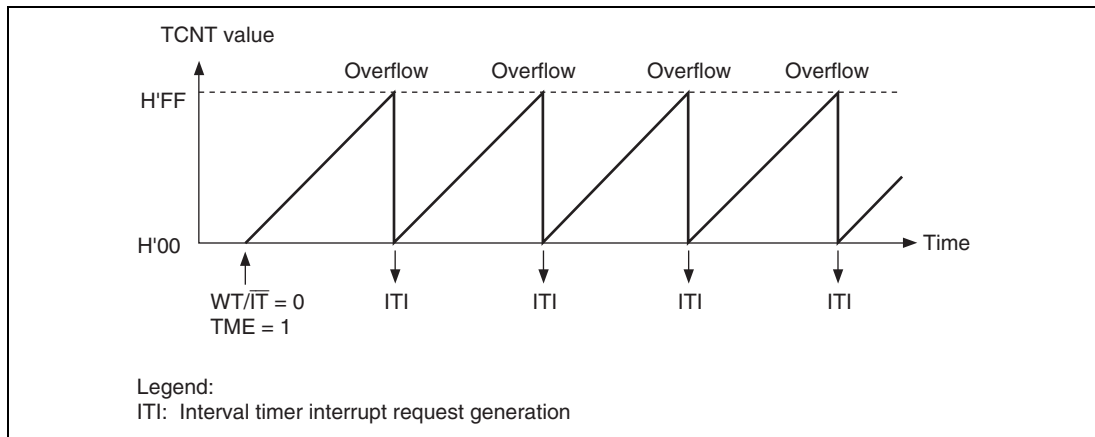 TCNT value
Overflow Overflow Overflow Overflow
H'FF
H'00
Time
WT/I̅T̅ = 0
TME = 1
ITI ITI ITI ITI
Legend:
ITI: Interval timer interrupt request generation